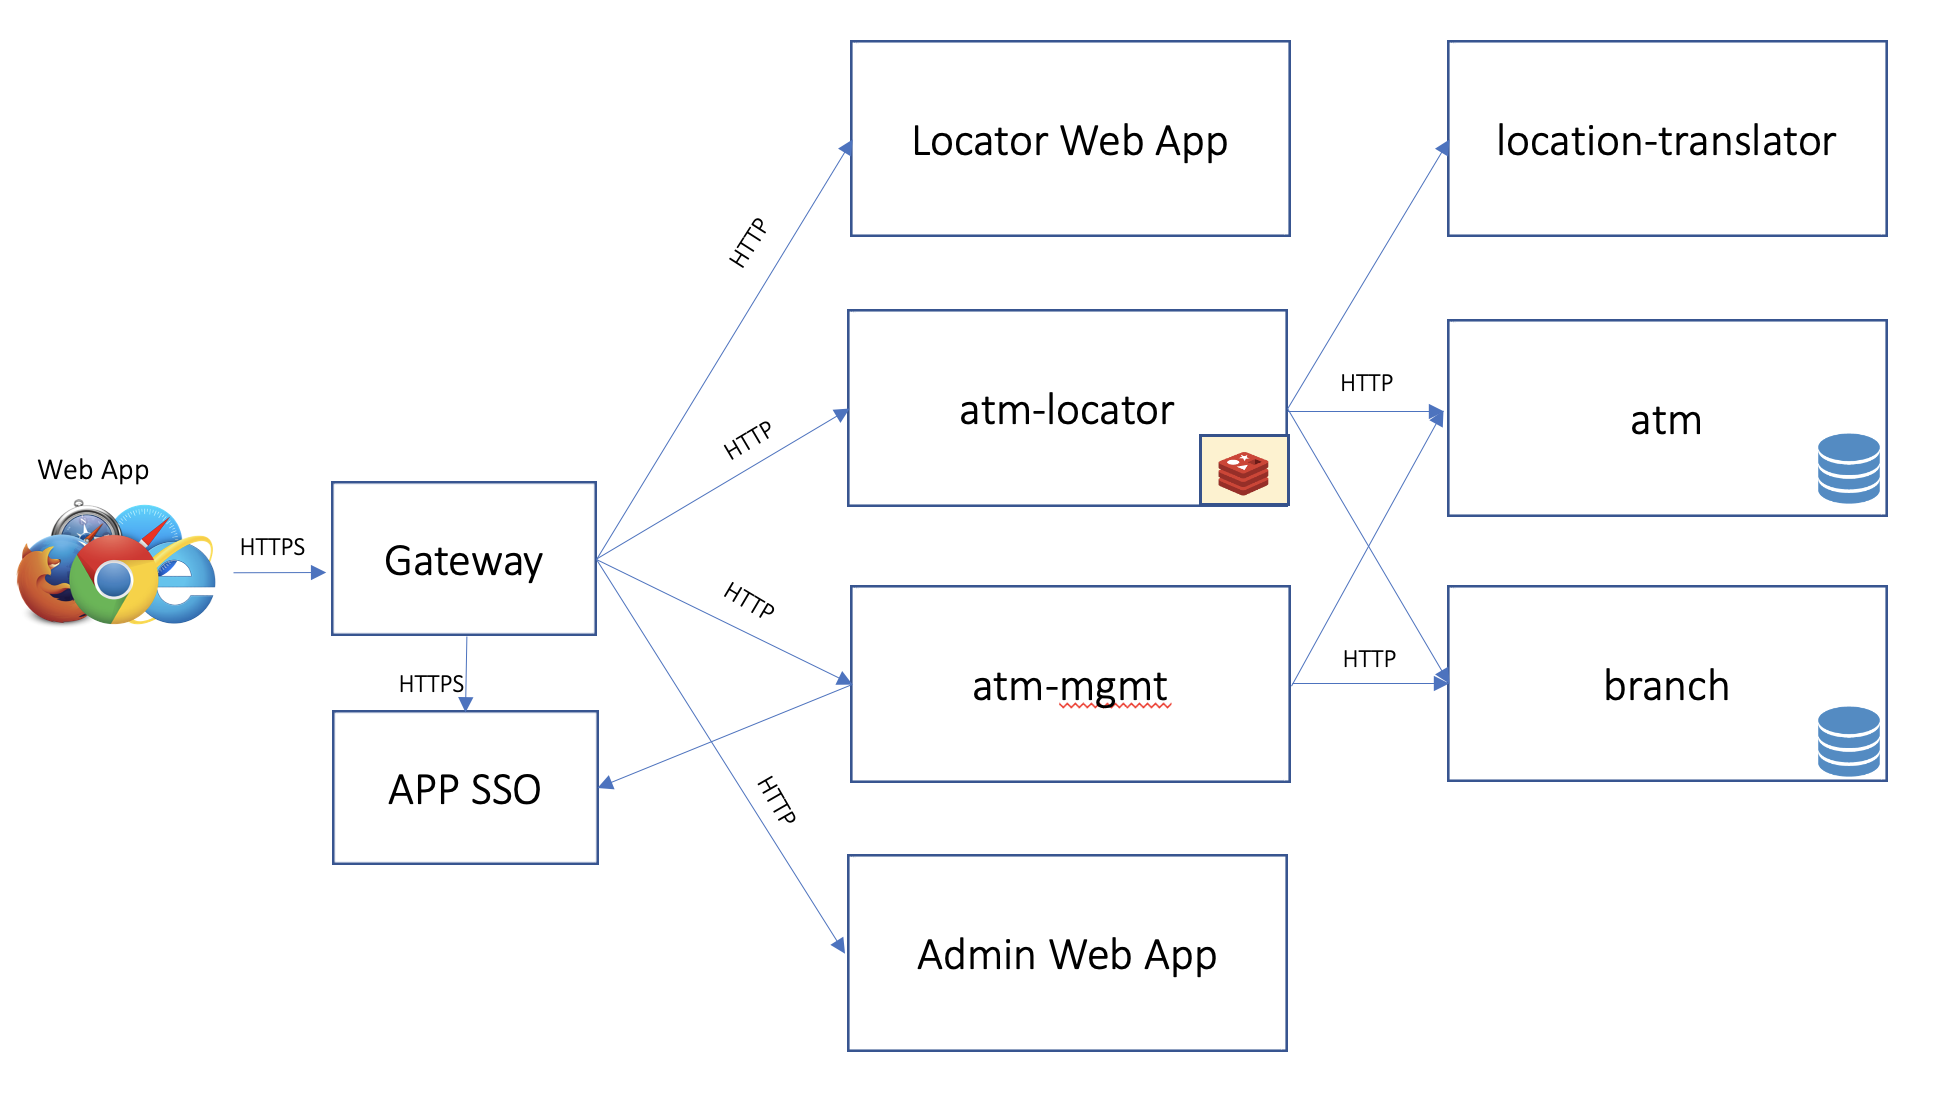 Locator Web App
location-translator
HTTP
atm-locator
HTTP
atm
HTTP
Web App
HTTPS
Gateway
HTTP
atm-mgmt
HTTP
branch
HTTPS
APP SSO
HTTP
Admin Web App